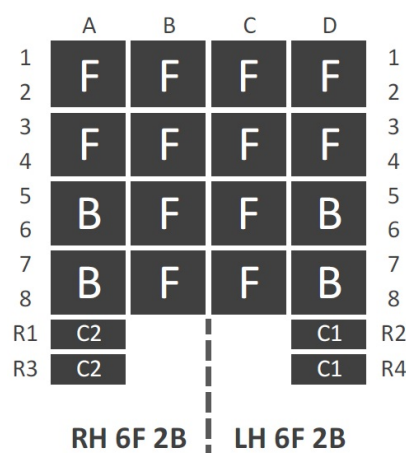 A B C D
1 F F F F 1
2 2
3 F F F F 3
4 4
5 B F F B 5
6 6
7 B F F B 7
8 8
R1 C2 C1 R2
R3 C2 C1 R4
RH 6F 2B LH 6F 2B